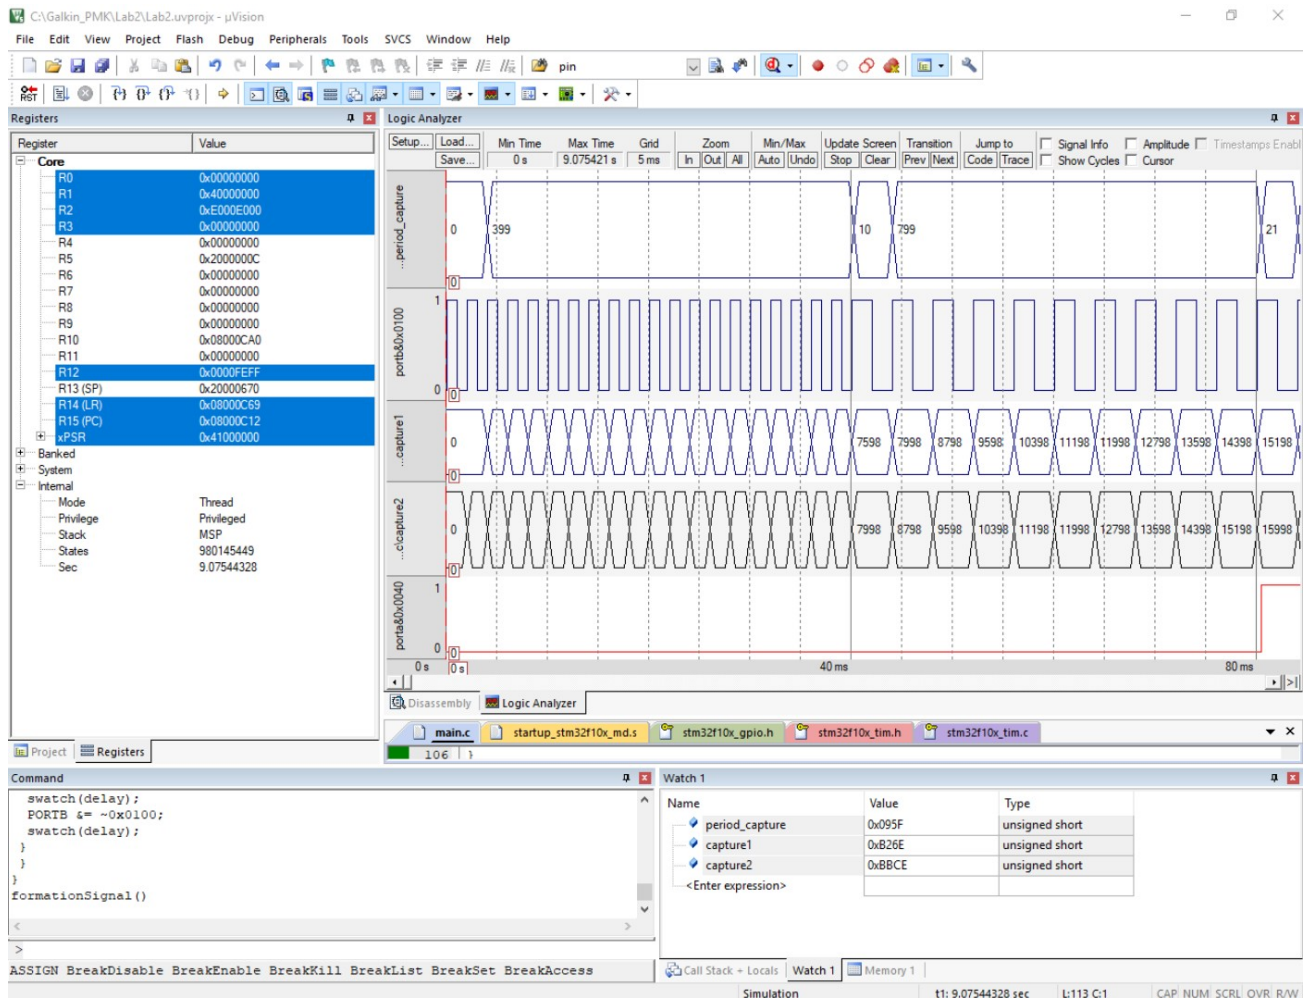 C:\Galkin_PMK\Lab2\Lab2.uvprojx - µVision
File Edit View Project Flash Debug Peripherals Tools SVCS Window Help
pin
RST
Registers
Register Value
Core
R0 0x00000000
R1 0x40000000
R2 0xE000E000
R3 0x00000000
R4 0x00000000
R5 0x2000000C
R6 0x00000000
R7 0x00000000
R8 0x00000000
R9 0x00000000
R10 0x08000CA0
R11 0x00000000
R12 0x0000FEFF
R13 (SP) 0x20000670
R14 (LR) 0x08000C69
R15 (PC) 0x08000C12
xPSR 0x41000000
Banked
System
Internal
Mode Thread
Privilege Privileged
Stack MSP
States 980145449
Sec 9.07544328
Project Registers
Logic Analyzer
Setup... Load... Min Time Max Time Grid Zoom Min/Max Update Screen Transition Jump to Signal Info Amplitude Timestamps Enabl
Save... 0 s 9.075421 s 5 ms In Out All Auto Undo Stop Clear Prev Next Code Trace Show Cycles Cursor
...period_capture
0 399 10 799 21
0
portb&0x0100
1
0 0
...capture1
0 7598 7998 8798 9598 10398 11198 11998 12798 13598 14398 15198
0
...c\capture2
0 7998 8798 9598 10398 11198 11998 12798 13598 14398 15198 15998
0
porta&0x0040
1
0 0
0 s 0 s 40 ms 80 ms
Disassembly Logic Analyzer
main.c startup_stm32f10x_md.s stm32f10x_gpio.h stm32f10x_tim.h stm32f10x_tim.c
106 }
Command
swatch(delay);
PORTB &= ~0x0100;
swatch(delay);
}
}
}
formationSignal()
>
ASSIGN BreakDisable BreakEnable BreakKill BreakList BreakSet BreakAccess
Watch 1
Name Value Type
period_capture 0x095F unsigned short
capture1 0xB26E unsigned short
capture2 0xBBCE unsigned short
<Enter expression>
Call Stack + Locals Watch 1 Memory 1
Simulation t1: 9.07544328 sec L:113 C:1 CAP NUM SCRL OVR R/W